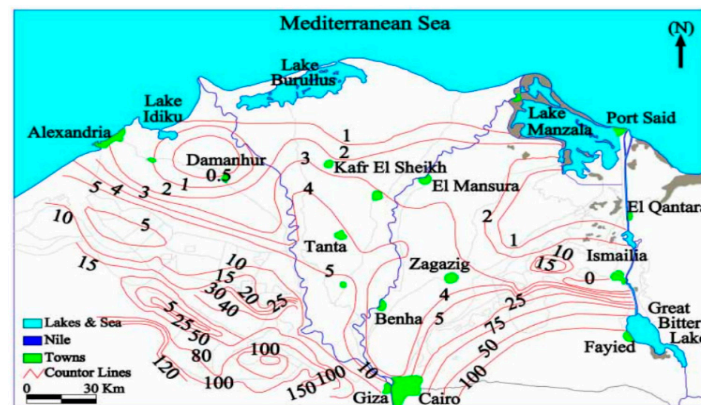 Mediterranean Sea
(N)
Lake
Burullus
Lake
Idiku
Alexandria
Lake
Manzala
Port Said
1
2
3
Kafr El Sheikh
Damanhur
0.5
1
2
3
4
5
El Mansura
El Qantara
10
15
5
4
2
1
Tanta
5
10
15
20
25
30
40
Zagazig
4
5
10
15
0
Ismailia
25
75
50
100
Great
Bitter
Lake
Fayied
Benha
5
25
50
80
120
100
100
150
100
10
Giza
Cairo
Lakes & Sea
Nile
Towns
Countor Lines
0
30 Km